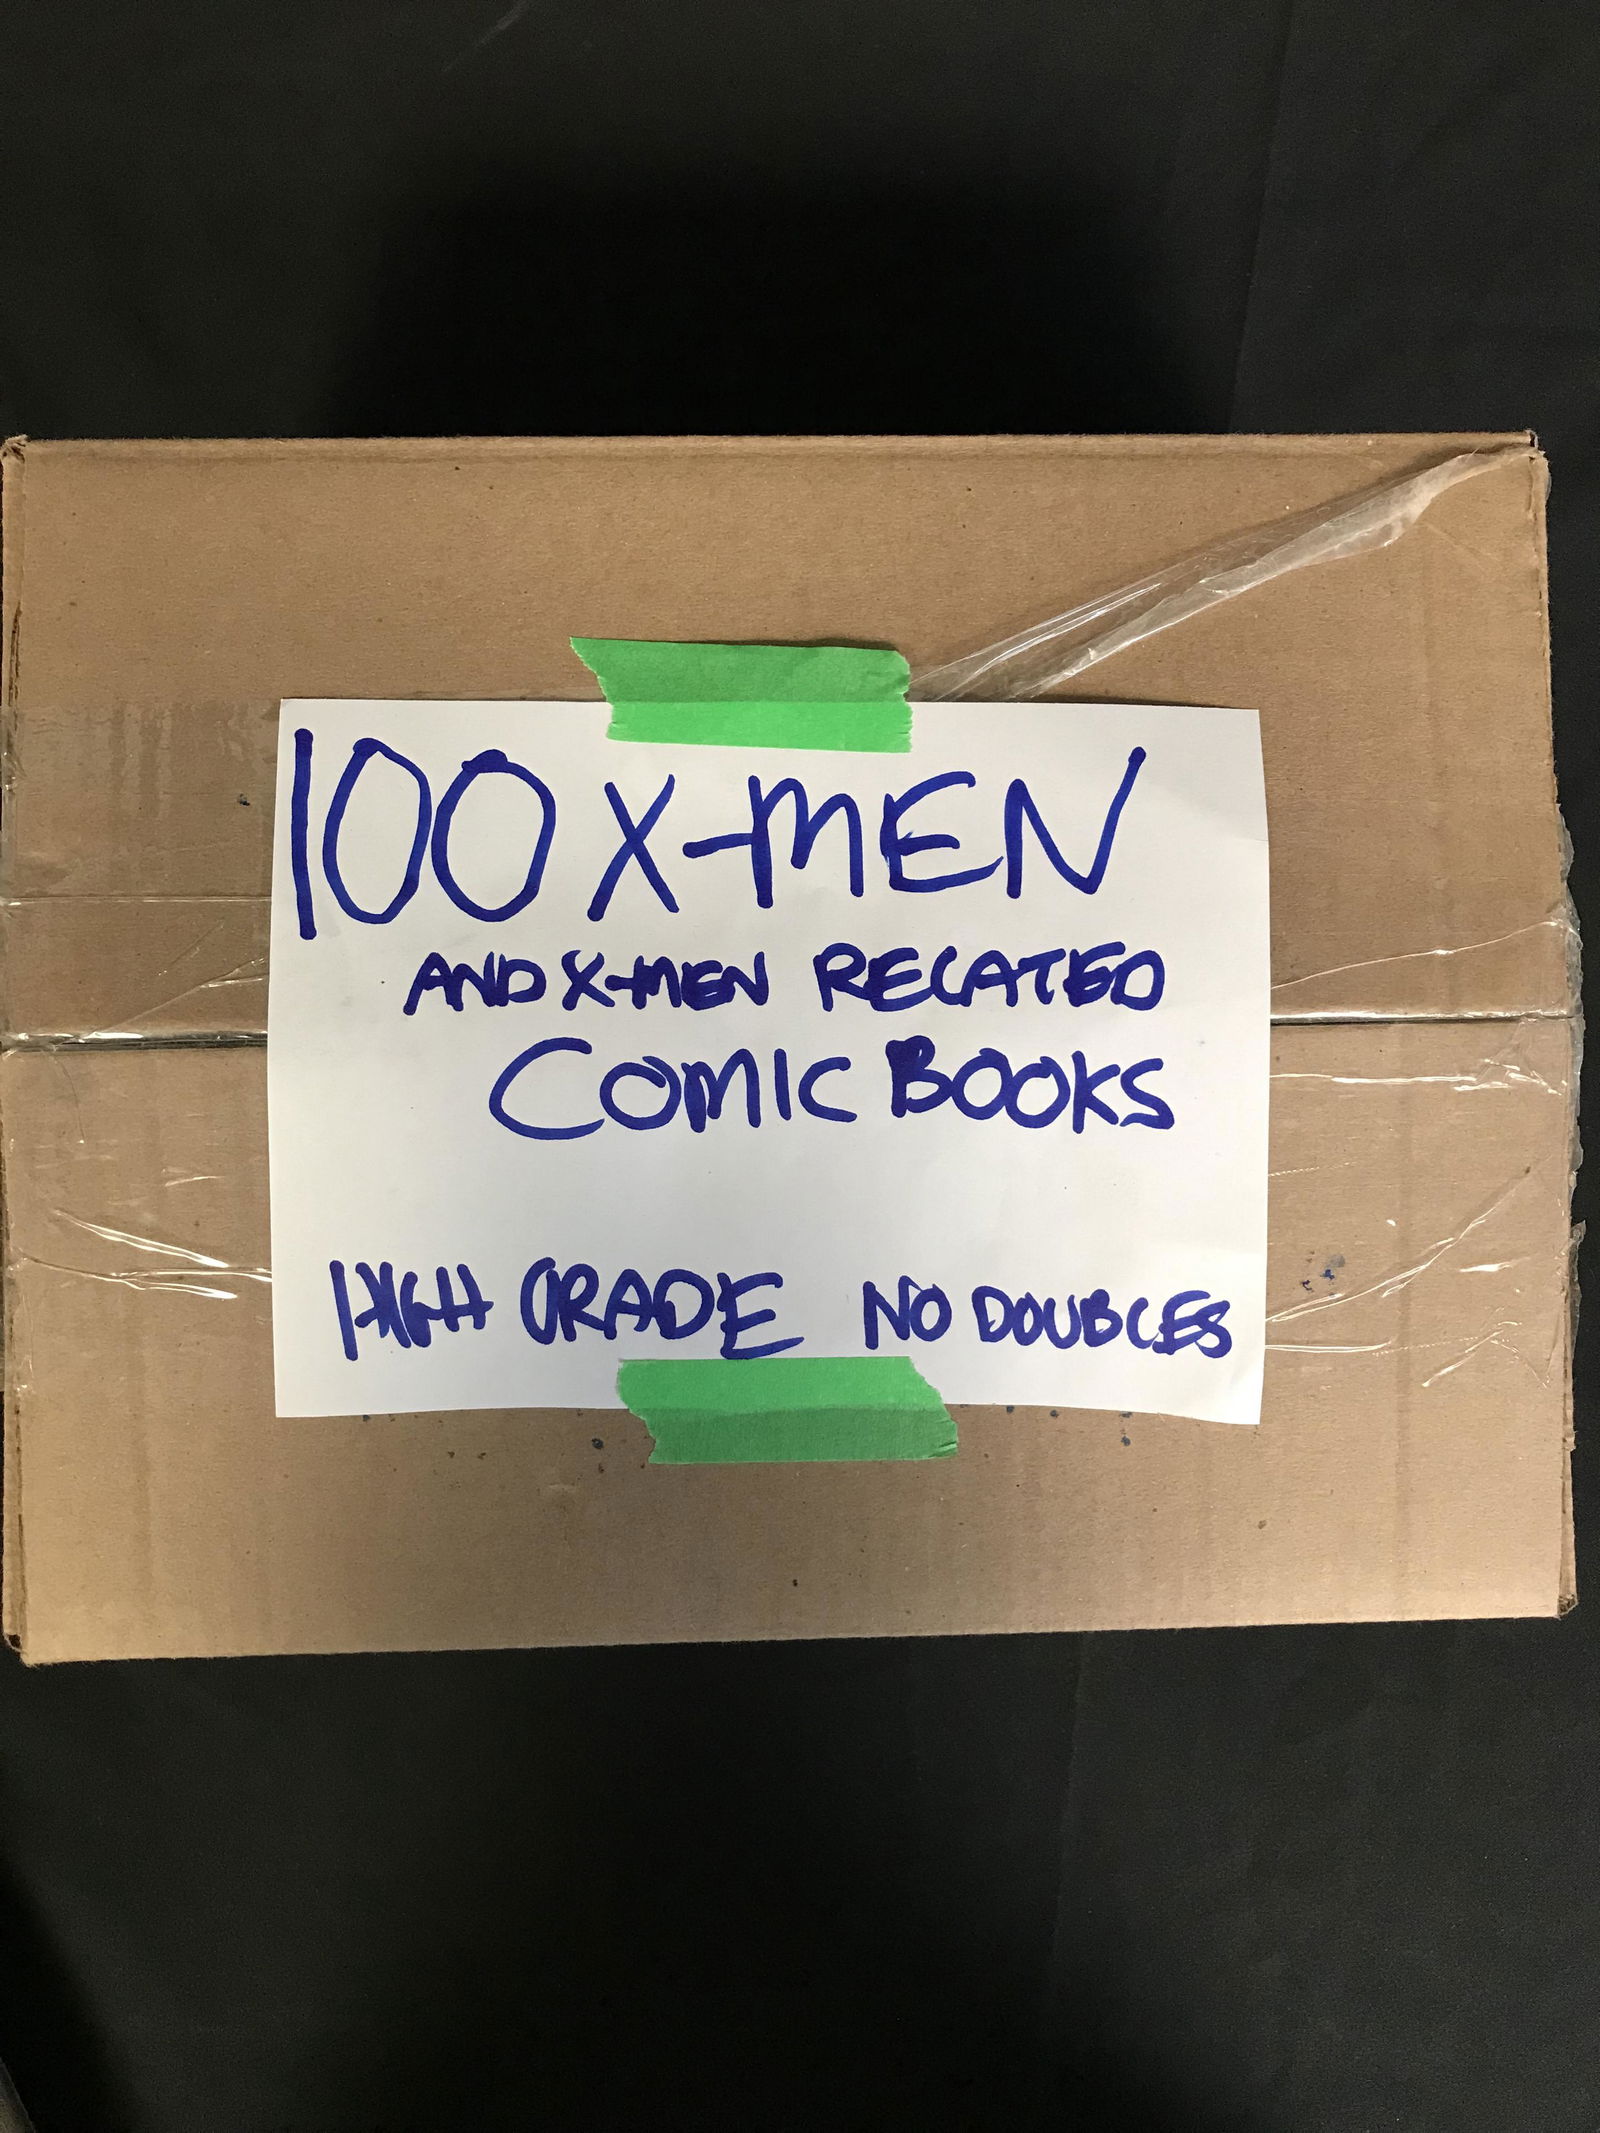 100 X-MEN
AND X-MEN RELATED
COMIC BOOKS
HIGH GRADE NO DOUBLES